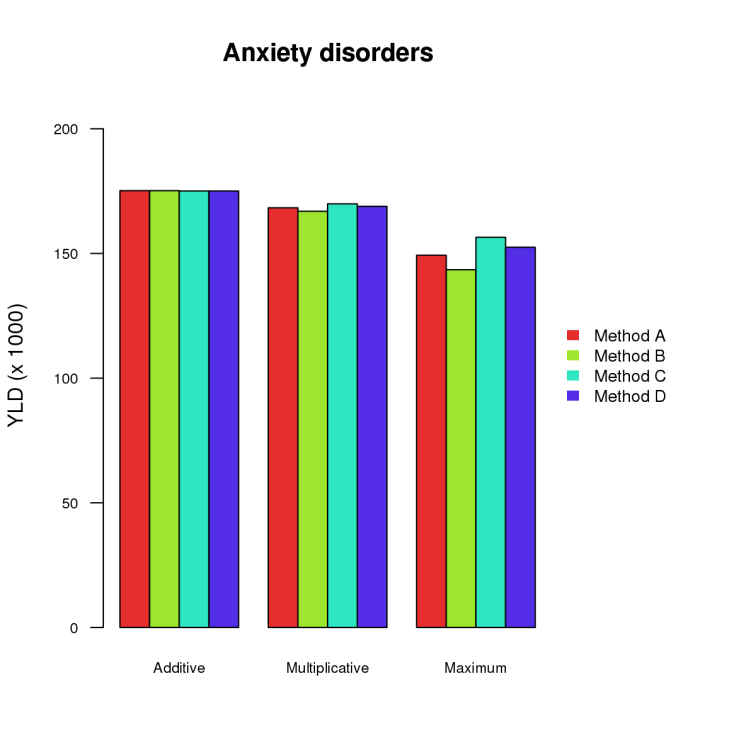 Anxiety disorders
YLD (x 1000)
200
150
100
50
0
Additive
Multiplicative
Maximum
Method A
Method B
Method C
Method D